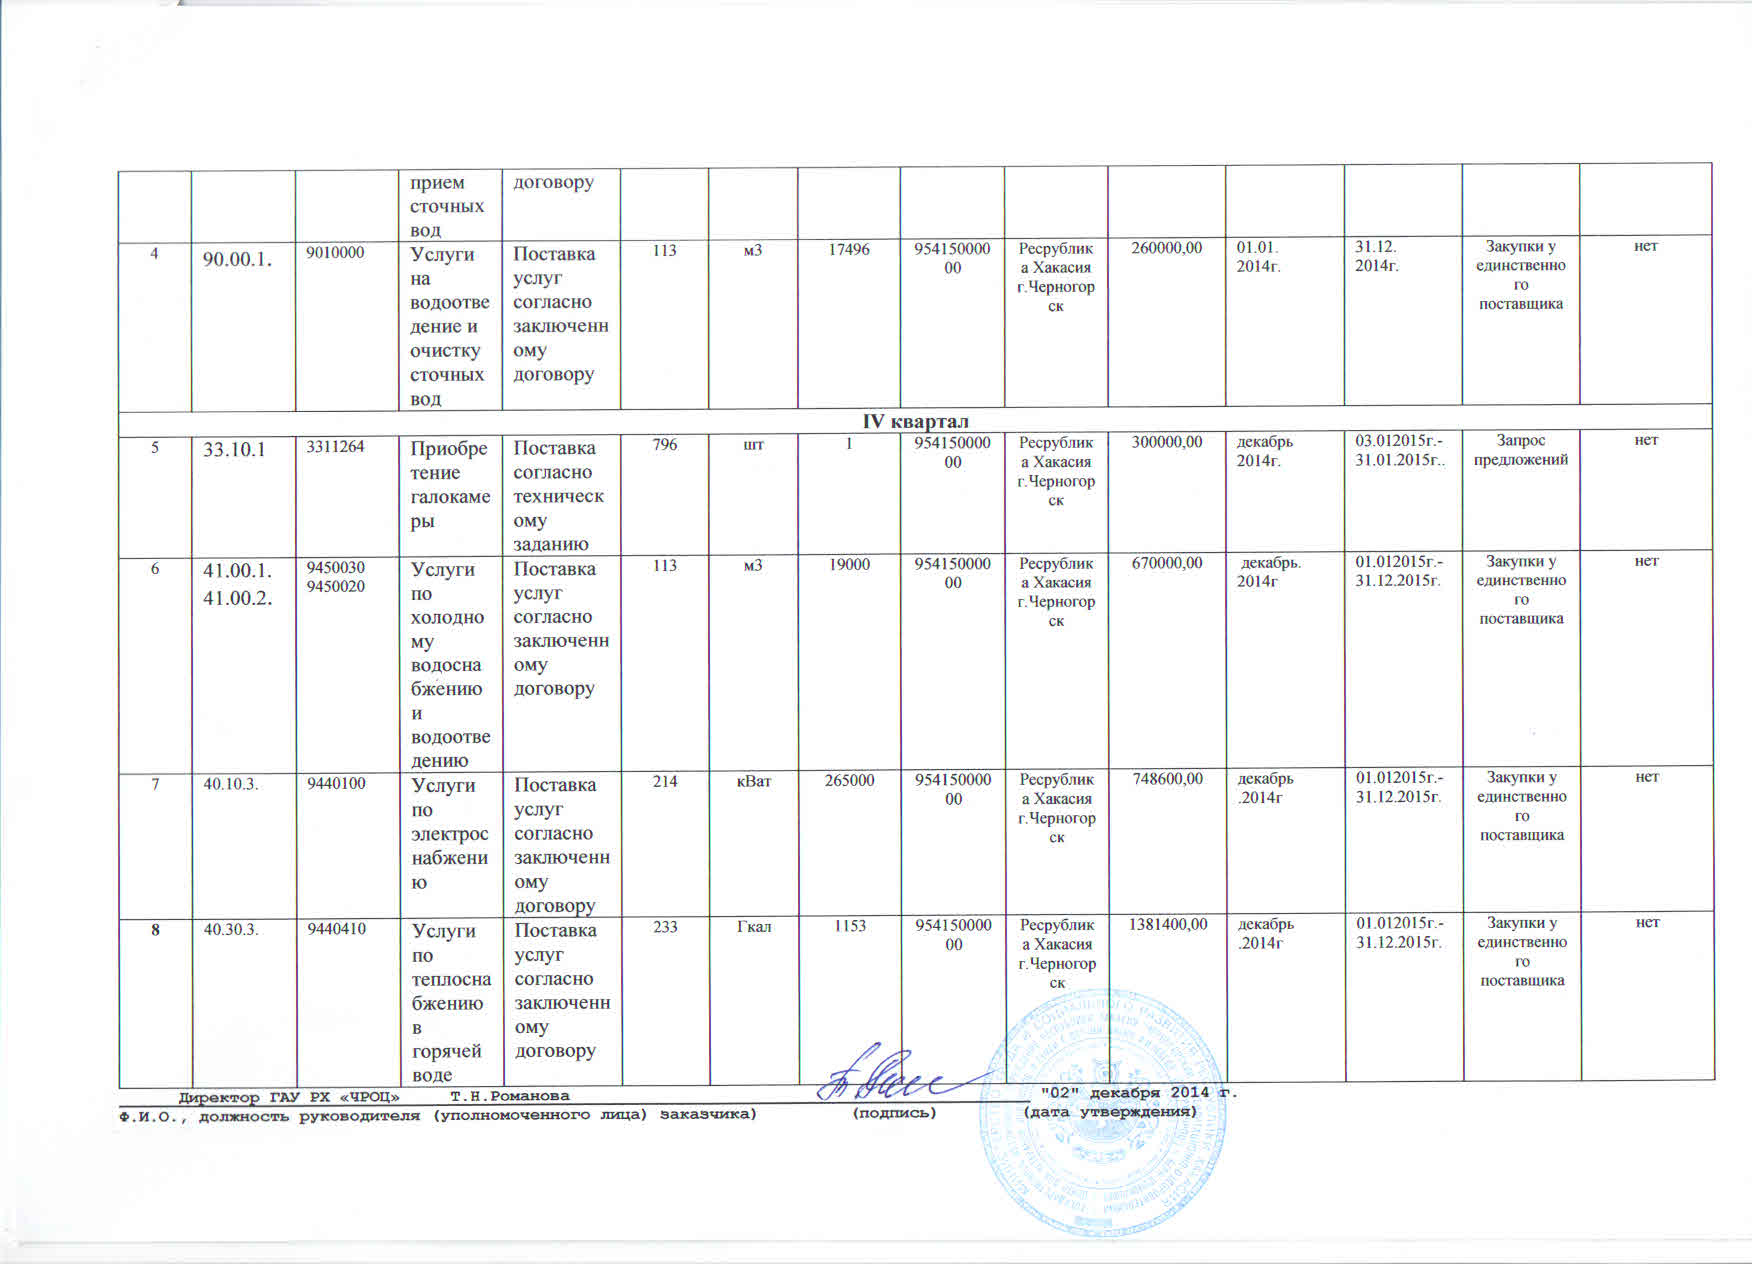 прием
сточных
вод
договору
4
90.00.1.
9010000
Услуги
на
водоотве
дение и
очистку
сточных
вод
Поставка
услуг
согласно
заключенн
ому
договору
113
м3
17496
954150000
00
Ресрублик
а Хакасия
г.Черногор
ск
260000,00
01.01.
2014г.
31.12.
2014г.
Закупки у
единственно
го
поставщика
нет
IV квартал
5
33.10.1
3311264
Приобре
тение
галокаме
ры
Поставка
согласно
техническ
ому
заданию
796
шт
1
954150000
00
Ресрублик
а Хакасия
г.Черногор
ск
300000,00
декабрь
2014г.
03.012015г.-
31.01.2015г..
Запрос
предложений
нет
6
41.00.1.
41.00.2.
9450030
9450020
Услуги
по
холодно
му
водосна
бжению
и
водоотве
дению
Поставка
услуг
согласно
заключенн
ому
договору
113
м3
19000
954150000
00
Ресрублик
а Хакасия
г.Черногор
ск
670000,00
декабрь.
2014г
01.012015г.-
31.12.2015г.
Закупки у
единственно
го
поставщика
нет
7
40.10.3.
9440100
Услуги
по
электрос
набжени
ю
Поставка
услуг
согласно
заключенн
ому
договору
214
кВат
265000
954150000
00
Ресрублик
а Хакасия
г.Черногор
ск
748600,00
декабрь
.2014г
01.012015г.-
31.12.2015г.
Закупки у
единственно
го
поставщика
нет
8
40.30.3.
9440410
Услуги
по
теплосна
бжению
в
горячей
воде
Поставка
услуг
согласно
заключенн
ому
договору
233
Гкал
1153
954150000
00
Ресрублик
а Хакасия
г.Черногор
ск
1381400,00
декабрь
.2014г
01.012015г.-
31.12.2015г.
Закупки у
единственно
го
поставщика
нет
Директор ГАУ РХ «ЧРОЦ» Т.Н.Романова "02" декабря 2014 г.
Ф.И.О., должность руководителя (уполномоченного лица) заказчика) (подпись) (дата утверждения)